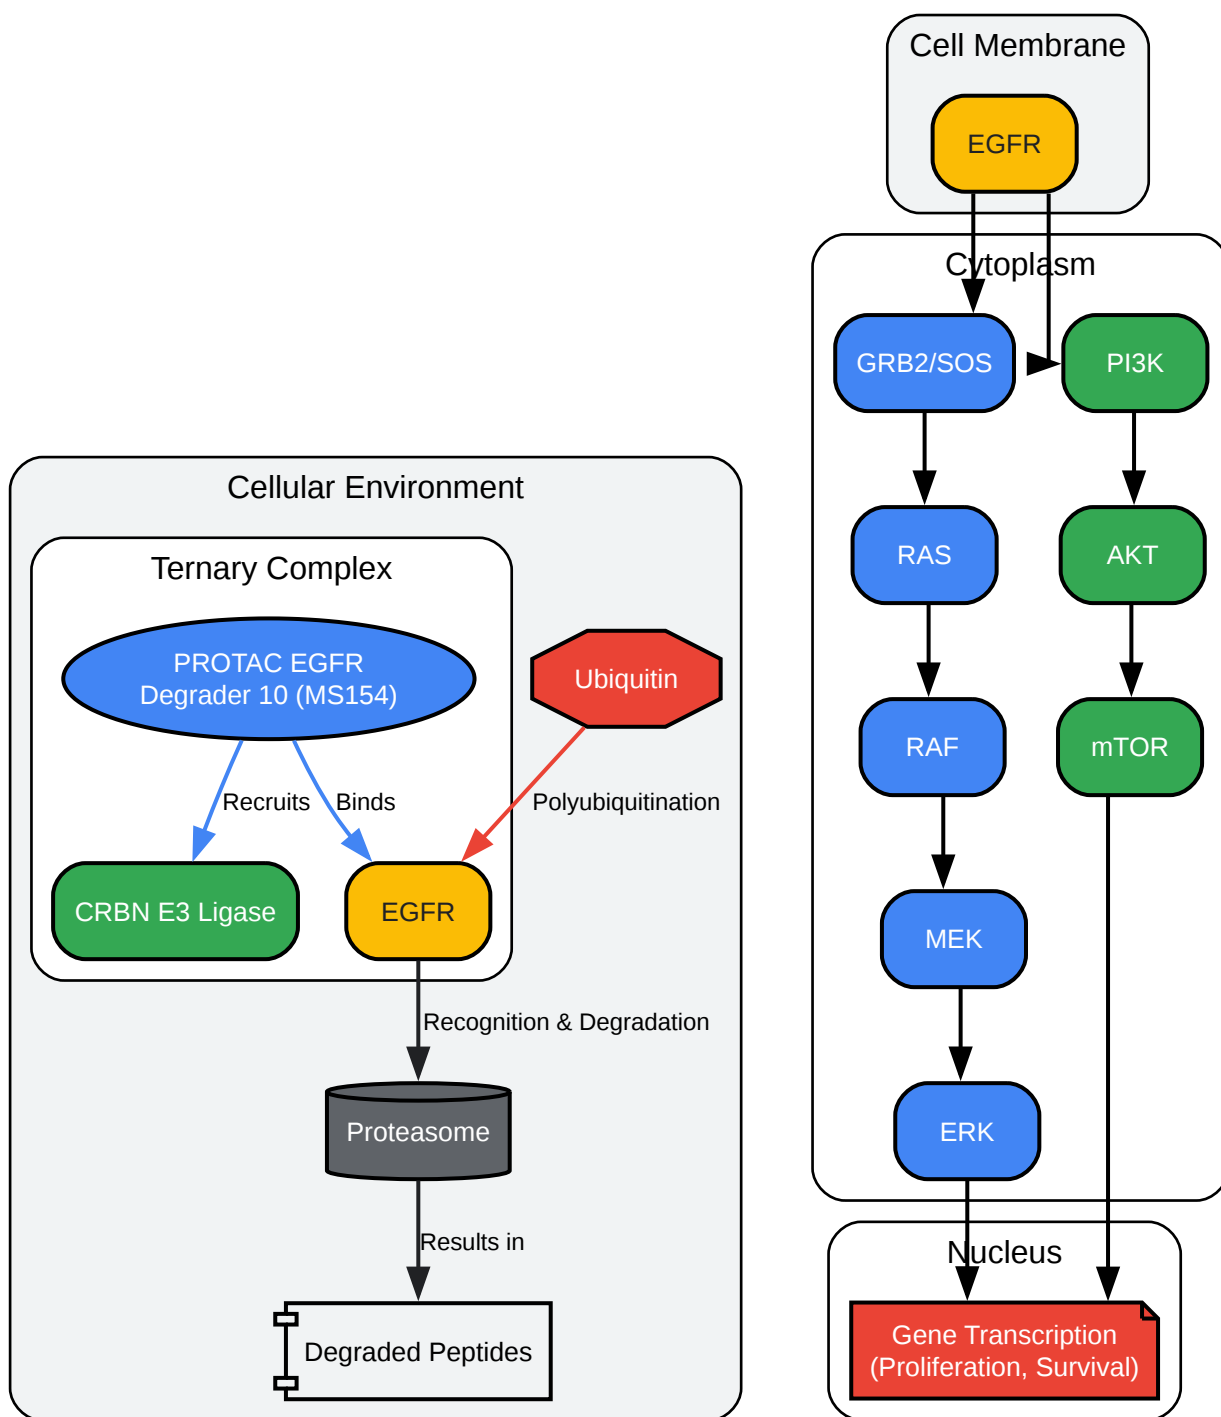 Cell Membrane
EGFR
Cytoplasm
GRB2/SOS
PI3K
RAS
AKT
RAF
mTOR
MEK
ERK
Nucleus
Gene Transcription
(Proliferation, Survival)
Cellular Environment
Ternary Complex
PROTAC EGFR
Degrader 10 (MS154)
Ubiquitin
Recruits
Binds
Polyubiquitination
CRBN E3 Ligase
EGFR
Recognition & Degradation
Proteasome
Results in
Degraded Peptides